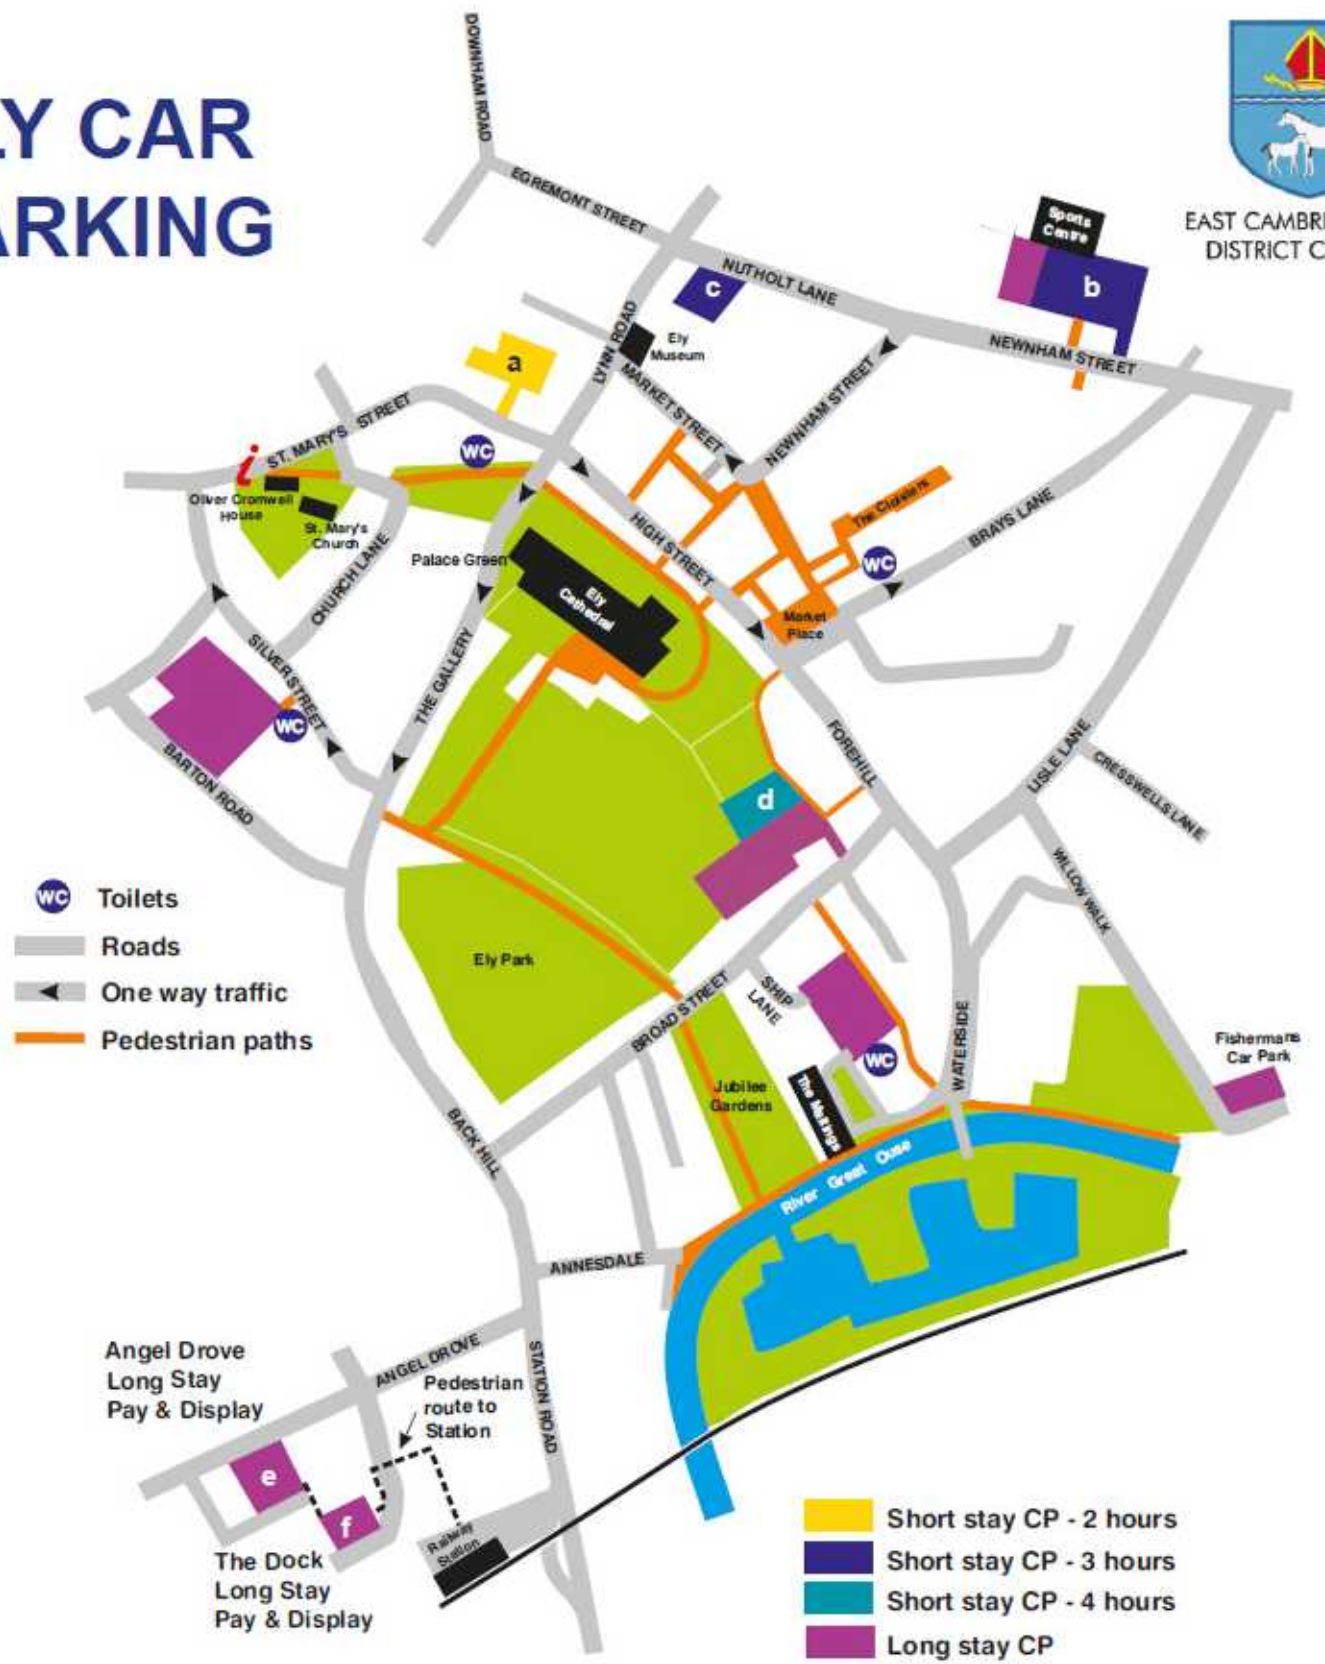 LY CAR
ARKING
EAST CAMBRI
DISTRICT C
DOWNHAM ROAD
EGREMONT STREET
Sports
Centre
b
c
NUTHOLT LANE
NEWNHAM STREET
LYNN ROAD
Ely
Museum
a
MARKET STREET
NEWNHAM STREET
ST. MARY'S STREET
WC
i
Oliver Cromwell
House
St. Mary's
Church
CHURCH LANE
Palace Green
HIGH STREET
The Cloisters
BRAYS LANE
WC
Ely
Cathedral
Market
Place
SILVER STREET
THE GALLERY
WC
BARTON ROAD
FOREHILL
LISLE LANE
CRESSWELLS LANE
d
WILLOW WALK
WC Toilets
Roads
One way traffic
Pedestrian paths
Ely Park
SHIP
LANE
BROAD STREET
WATERSIDE
Fishermans
Car Park
WC
Jubilee
Gardens
The Maltings
River Great Ouse
BACK HILL
ANNESDALE
Angel Drove
Long Stay
Pay & Display
ANGEL DROVE
STATION ROAD
Pedestrian
route to
Station
e
f
Railway
Station
The Dock
Long Stay
Pay & Display
Short stay CP - 2 hours
Short stay CP - 3 hours
Short stay CP - 4 hours
Long stay CP